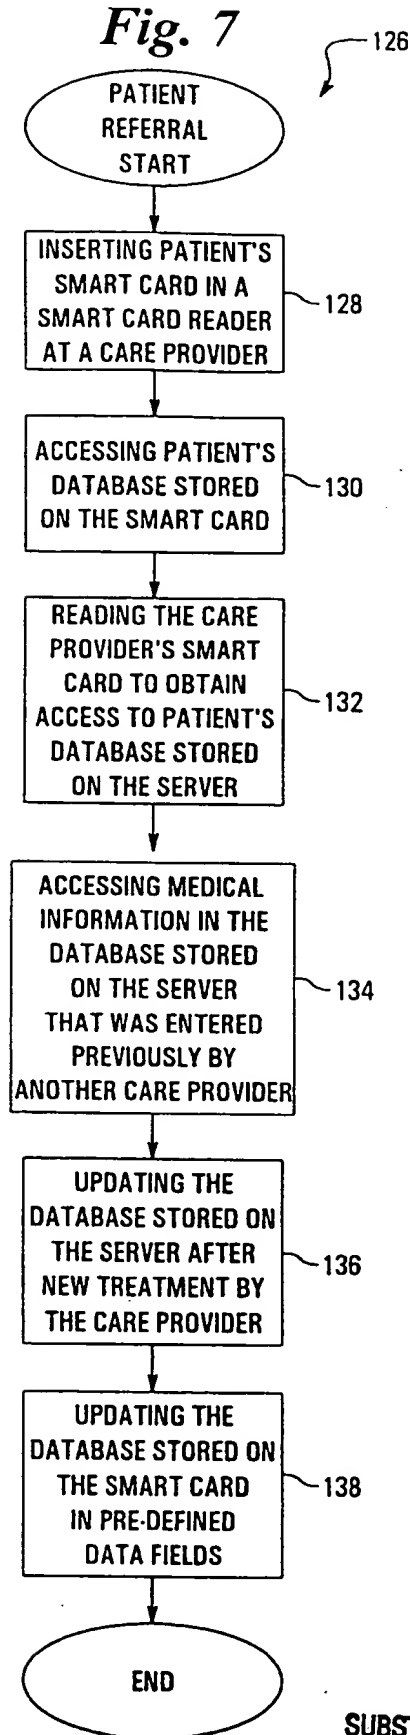 Fig. 7
126
PATIENT
REFERRAL
START
INSERTING PATIENT'S
SMART CARD IN A
SMART CARD READER
AT A CARE PROVIDER
128
ACCESSING PATIENT'S
DATABASE STORED
ON THE SMART CARD
130
READING THE CARE
PROVIDER'S SMART
CARD TO OBTAIN
ACCESS TO PATIENT'S
DATABASE STORED
ON THE SERVER
132
ACCESSING MEDICAL
INFORMATION IN THE
DATABASE STORED
ON THE SERVER
THAT WAS ENTERED
PREVIOUSLY BY
ANOTHER CARE PROVIDER
134
UPDATING THE
DATABASE STORED ON
THE SERVER AFTER
NEW TREATMENT BY
THE CARE PROVIDER
136
UPDATING THE
DATABASE STORED ON
THE SMART CARD
IN PRE-DEFINED
DATA FIELDS
138
END